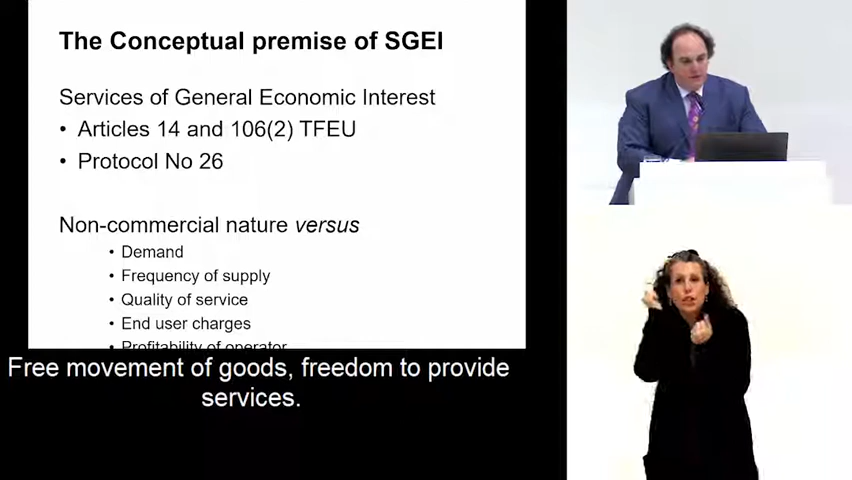 The Conceptual premise of SGEI
Services of General Economic Interest
• Articles 14 and 106(2) TFEU
• Protocol No 26
Non-commercial nature versus
• Demand
• Frequency of supply
• Quality of service
• End user charges
• Profitability of operator
Free movement of goods, freedom to provide
services.